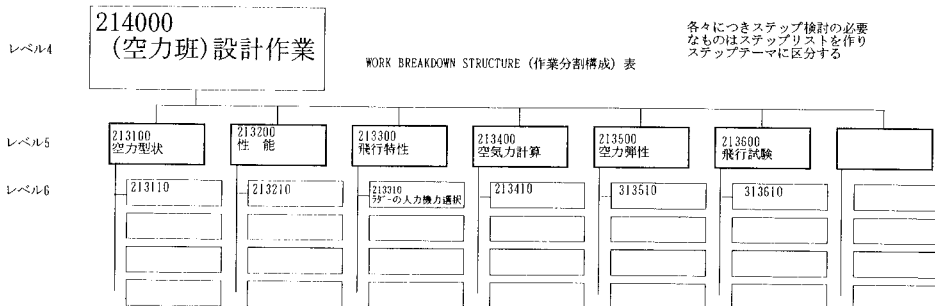 レベル4
214000
(空力班)設計作業
WORK BREAKDOWN STRUCTURE (作業分割構成) 表
各々につきステップ検討の必要
なものはステップリストを作り
ステップテーマに区分する
レベル5
213100
空力型状
213200
性 能
213300
飛行特性
213400
空気力計算
213500
空力弾性
213600
飛行試験
レベル6
213110
213210
213310
ラダーの人力機力選択
213410
313510
313610